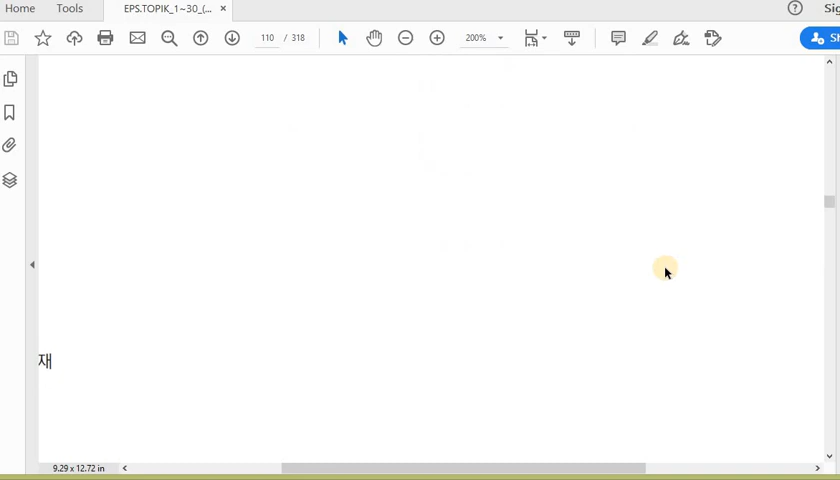 Home Tools EPS.TOPIK_1~30_(... × ?
110 / 318 200%
재
9.29 x 12.72 in